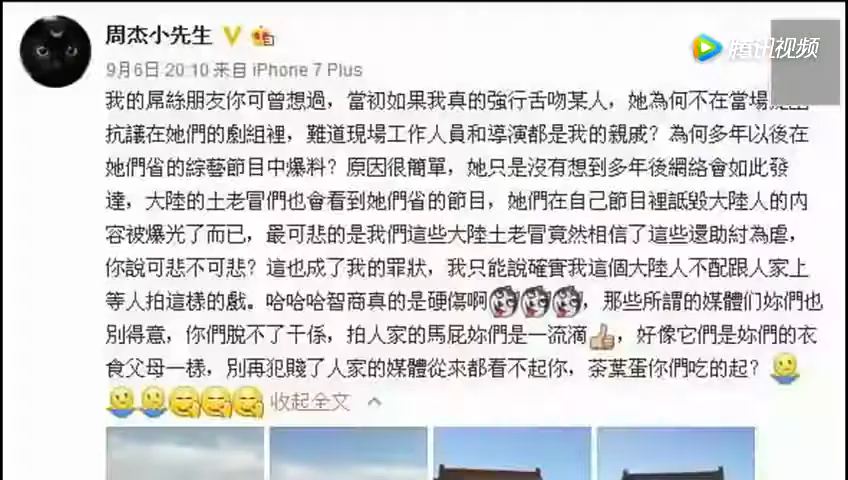 周杰小先生
9月6日 20:10 来自 iPhone 7 Plus
腾讯视频
我的屌絲朋友你可曾想過，當初如果我真的強行舌吻某人，她為何不在當場
抗議在她們的劇組裡，難道現場工作人員和導演都是我的親戚？為何多年以後在
她們省的綜藝節目中爆料？原因很簡單，她只是沒有想到多年後網絡會如此發
達，大陸的土老冒們也會看到她們省的節目，她們在自己節目裡詆毀大陸人的内
容被爆光了而已，最可悲的是我們這些大陸土老冒竟然相信了這些還助紂為虐，
你說可悲不可悲？這也成了我的罪狀，我只能說確實我這個大陸人不配跟人家上
等人拍這樣的戲。哈哈哈智商真的是硬傷啊，那些所謂的媒體们妳們也
別得意，你們脫不了干係，拍人家的馬屁妳們是一流滴，好像它們是妳們的衣
食父母一樣，別再犯賤了人家的媒體從來都看不起你，茶葉蛋你們吃的起？
收起全文